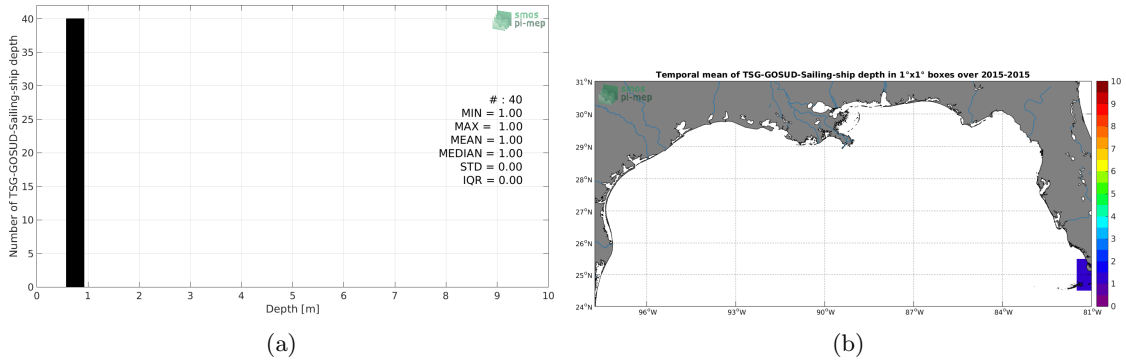 smos
pi-mep
Number of TSG-GOSUD-Sailing-ship depth
40
35
30
25
20
15
10
5
0
# : 40
MIN = 1.00
MAX = 1.00
MEAN = 1.00
MEDIAN = 1.00
STD = 0.00
IQR = 0.00
0 1 2 3 4 5 6 7 8 9 10
Depth [m]
(a)
Temporal mean of TSG-GOSUD-Sailing-ship depth in 1°x1° boxes over 2015-2015
smos
pi-mep
31°N
30°N
29°N
28°N
27°N
26°N
25°N
24°N
96°W 93°W 90°W 87°W 84°W 81°W
10
9
8
7
6
5
4
3
2
1
0
(b)